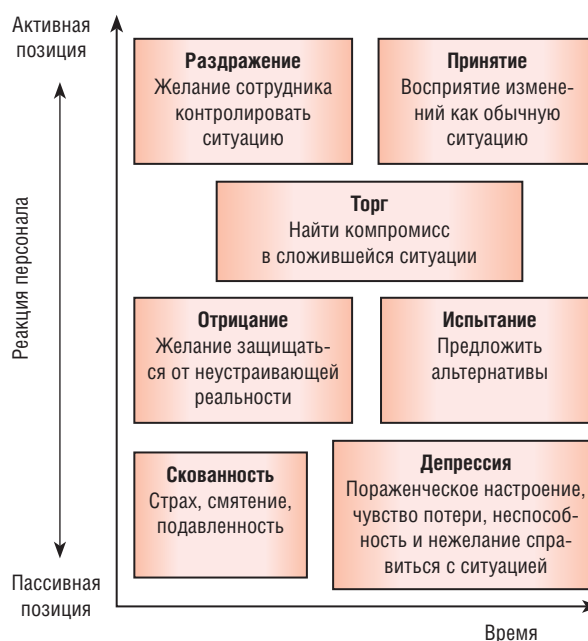 Активная
позиция
Реакция персонала
Пассивная
позиция
Раздражение
Желание сотрудника
контролировать
ситуацию
Принятие
Восприятие измене-
ний как обычную
ситуацию
Торг
Найти компромисс
в сложившейся ситуации
Отрицание
Желание защищать-
ся от неустраивающей
реальности
Испытание
Предложить
альтернативы
Скованность
Страх, смятение,
подавленность
Депрессия
Пораженческое настроение,
чувство потери, неспособ-
ность и нежелание спра-
виться с ситуацией
Время